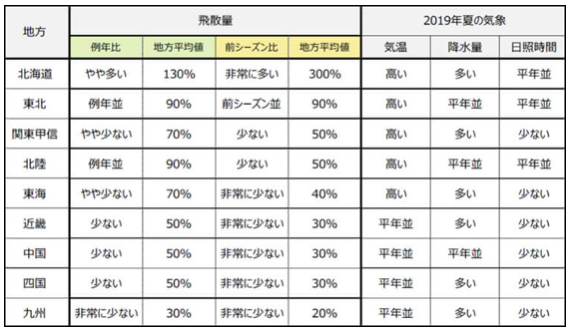 地方 飛散量 2019年夏の気象
例年比 地方平均値 前シーズン比 地方平均値 気温 降水量 日照時間
北海道 やや多い 130% 非常に多い 300% 高い 多い 平年並
東北 例年並 90% 前シーズン並 90% 高い 平年並 平年並
関東甲信 やや少ない 70% 少ない 50% 高い 多い 少ない
北陸 例年並 90% 少ない 50% 高い 平年並 平年並
東海 やや少ない 70% 非常に少ない 40% 高い 多い 少ない
近畿 少ない 50% 非常に少ない 30% 平年並 多い 少ない
中国 少ない 50% 非常に少ない 30% 平年並 平年並 少ない
四国 少ない 50% 非常に少ない 30% 平年並 多い 少ない
九州 非常に少ない 30% 非常に少ない 20% 平年並 多い 少ない